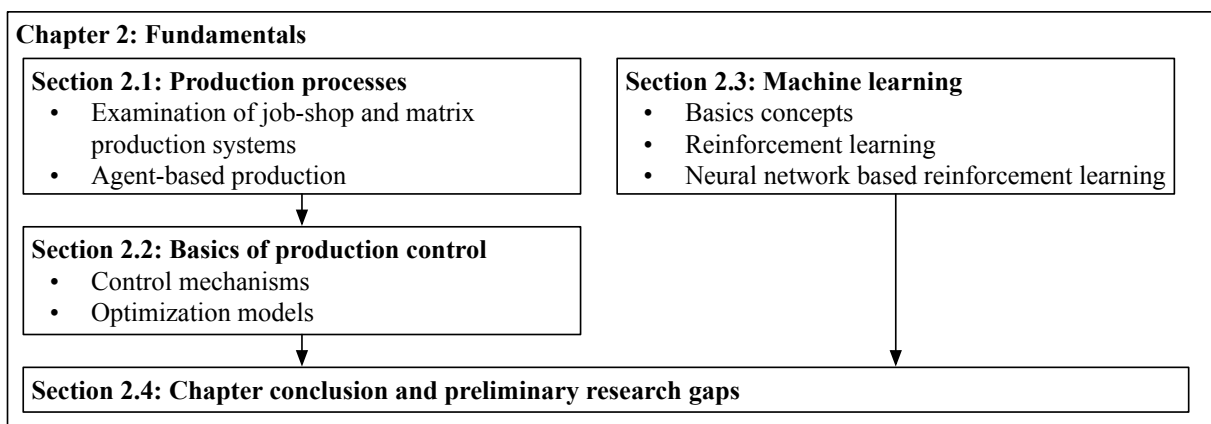 Chapter 2: Fundamentals
Section 2.1: Production processes
• Examination of job-shop and matrix
production systems
• Agent-based production
Section 2.2: Basics of production control
• Control mechanisms
• Optimization models
Section 2.3: Machine learning
• Basics concepts
• Reinforcement learning
• Neural network based reinforcement learning
Section 2.4: Chapter conclusion and preliminary research gaps